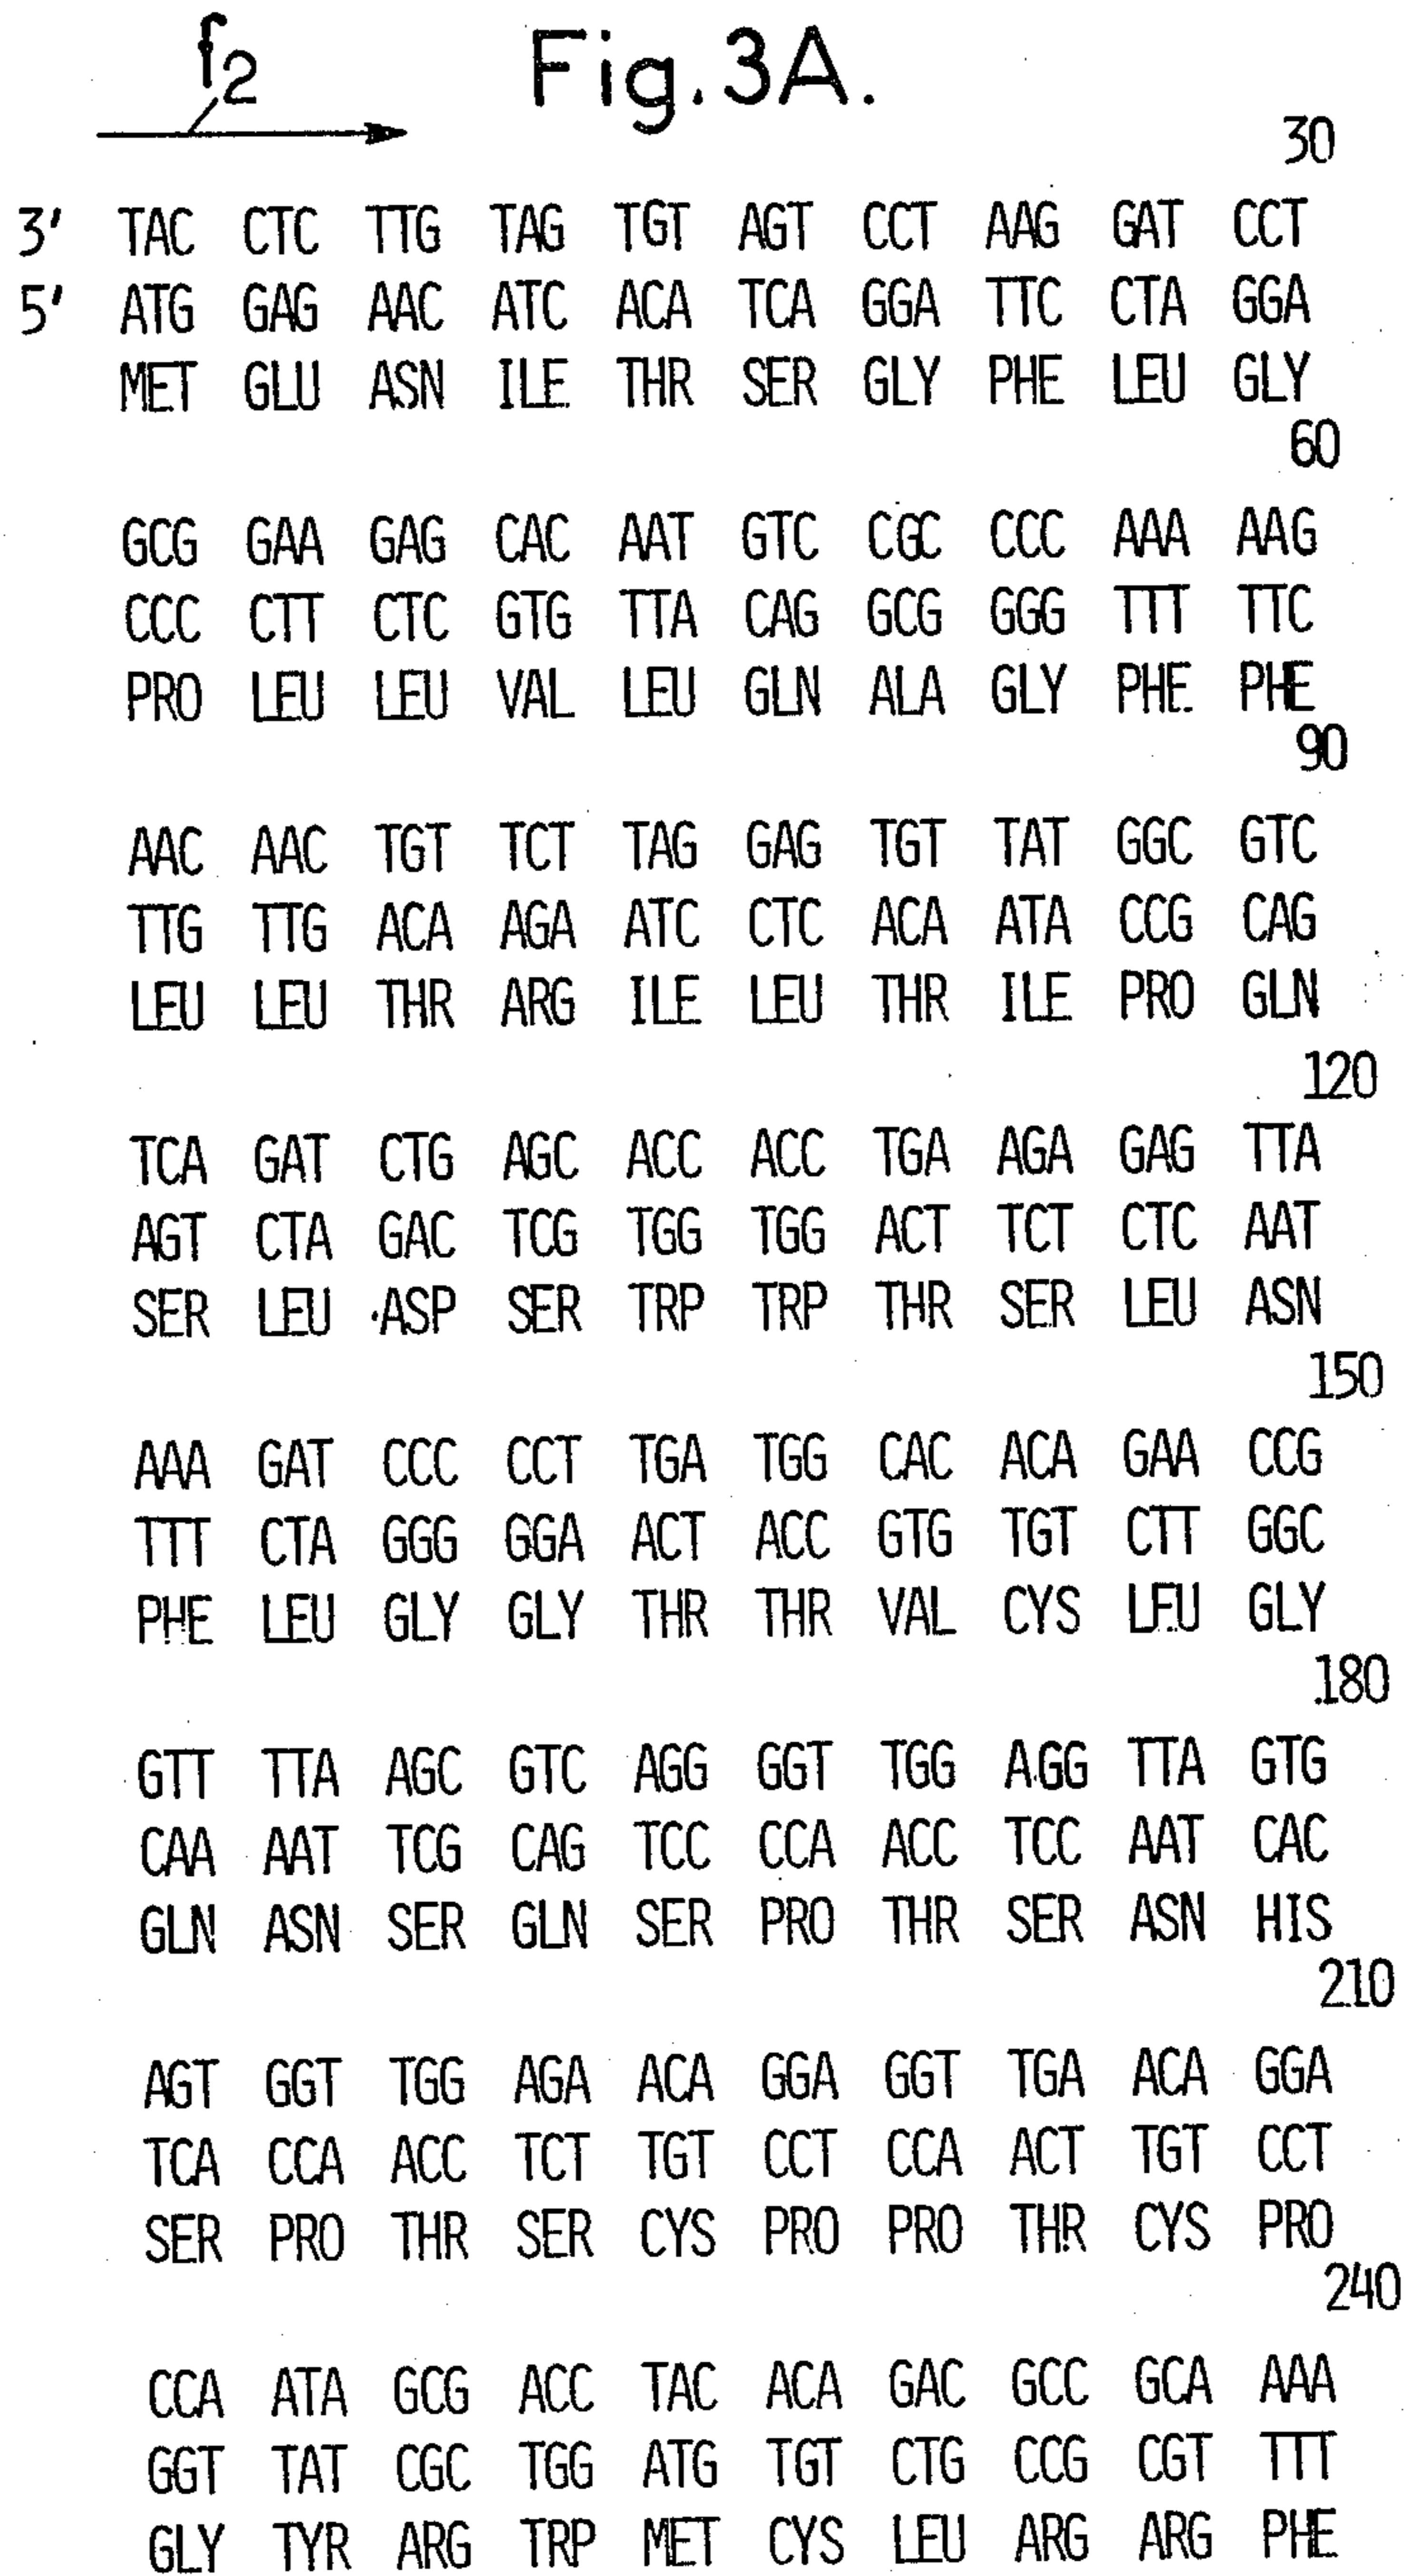 f2 Fig. 3A.
30
3' TAC CTC TTG TAG TGT AGT CCT AAG GAT CCT
5' ATG GAG AAC ATC ACA TCA GGA TTC CTA GGA
MET GLU ASN ILE THR SER GLY PHE LEU GLY
60
GCG GAA GAG CAC AAT GTC CGC CCC AAA AAG
CCC CTT CTC GTG TTA CAG GCG GGG TTT TTC
PRO LEU LEU VAL LEU GLN ALA GLY PHE PHE
90
AAC AAC TGT TCT TAG GAG TGT TAT GGC GTC
TTG TTG ACA AGA ATC CTC ACA ATA CCG CAG
LEU LEU THR ARG ILE LEU THR ILE PRO GLN
120
TCA GAT CTG AGC ACC ACC TGA AGA GAG TTA
AGT CTA GAC TCG TGG TGG ACT TCT CTC AAT
SER LEU ASP SER TRP TRP THR SER LEU ASN
150
AAA GAT CCC CCT TGA TGG CAC ACA GAA CCG
TTT CTA GGG GGA ACT ACC GTG TGT CTT GGC
PHE LEU GLY GLY THR THR VAL CYS LEU GLY
180
GTT TTA AGC GTC AGG GGT TGG AGG TTA GTG
CAA AAT TCG CAG TCC CCA ACC TCC AAT CAC
GLN ASN SER GLN SER PRO THR SER ASN HIS
210
AGT GGT TGG AGA ACA GGA GGT TGA ACA GGA
TCA CCA ACC TCT TGT CCT CCA ACT TGT CCT
SER PRO THR SER CYS PRO PRO THR CYS PRO
240
CCA ATA GCG ACC TAC ACA GAC GCC GCA AAA
GGT TAT CGC TGG ATG TGT CTG CCG CGT TTT
GLY TYR ARG TRP MET CYS LEU ARG ARG PHE